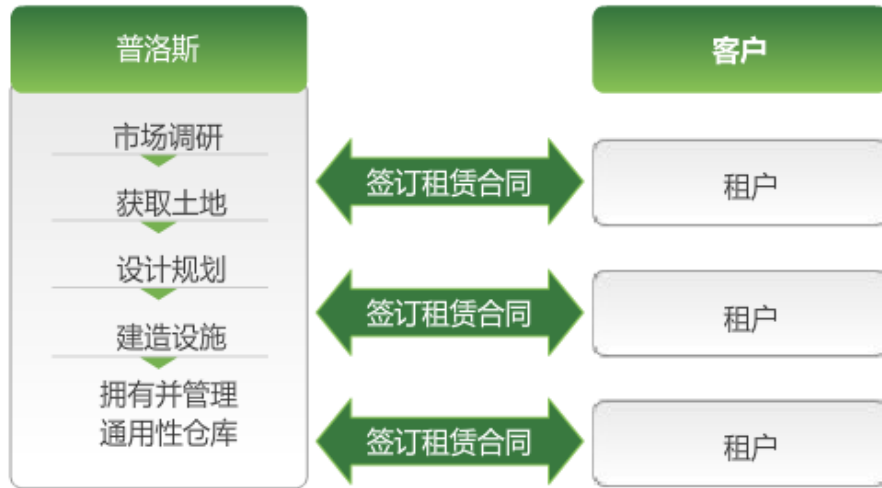 普洛斯
市场调研
获取土地
设计规划
建造设施
拥有并管理
通用性仓库
签订租赁合同
签订租赁合同
签订租赁合同
客户
租户
租户
租户